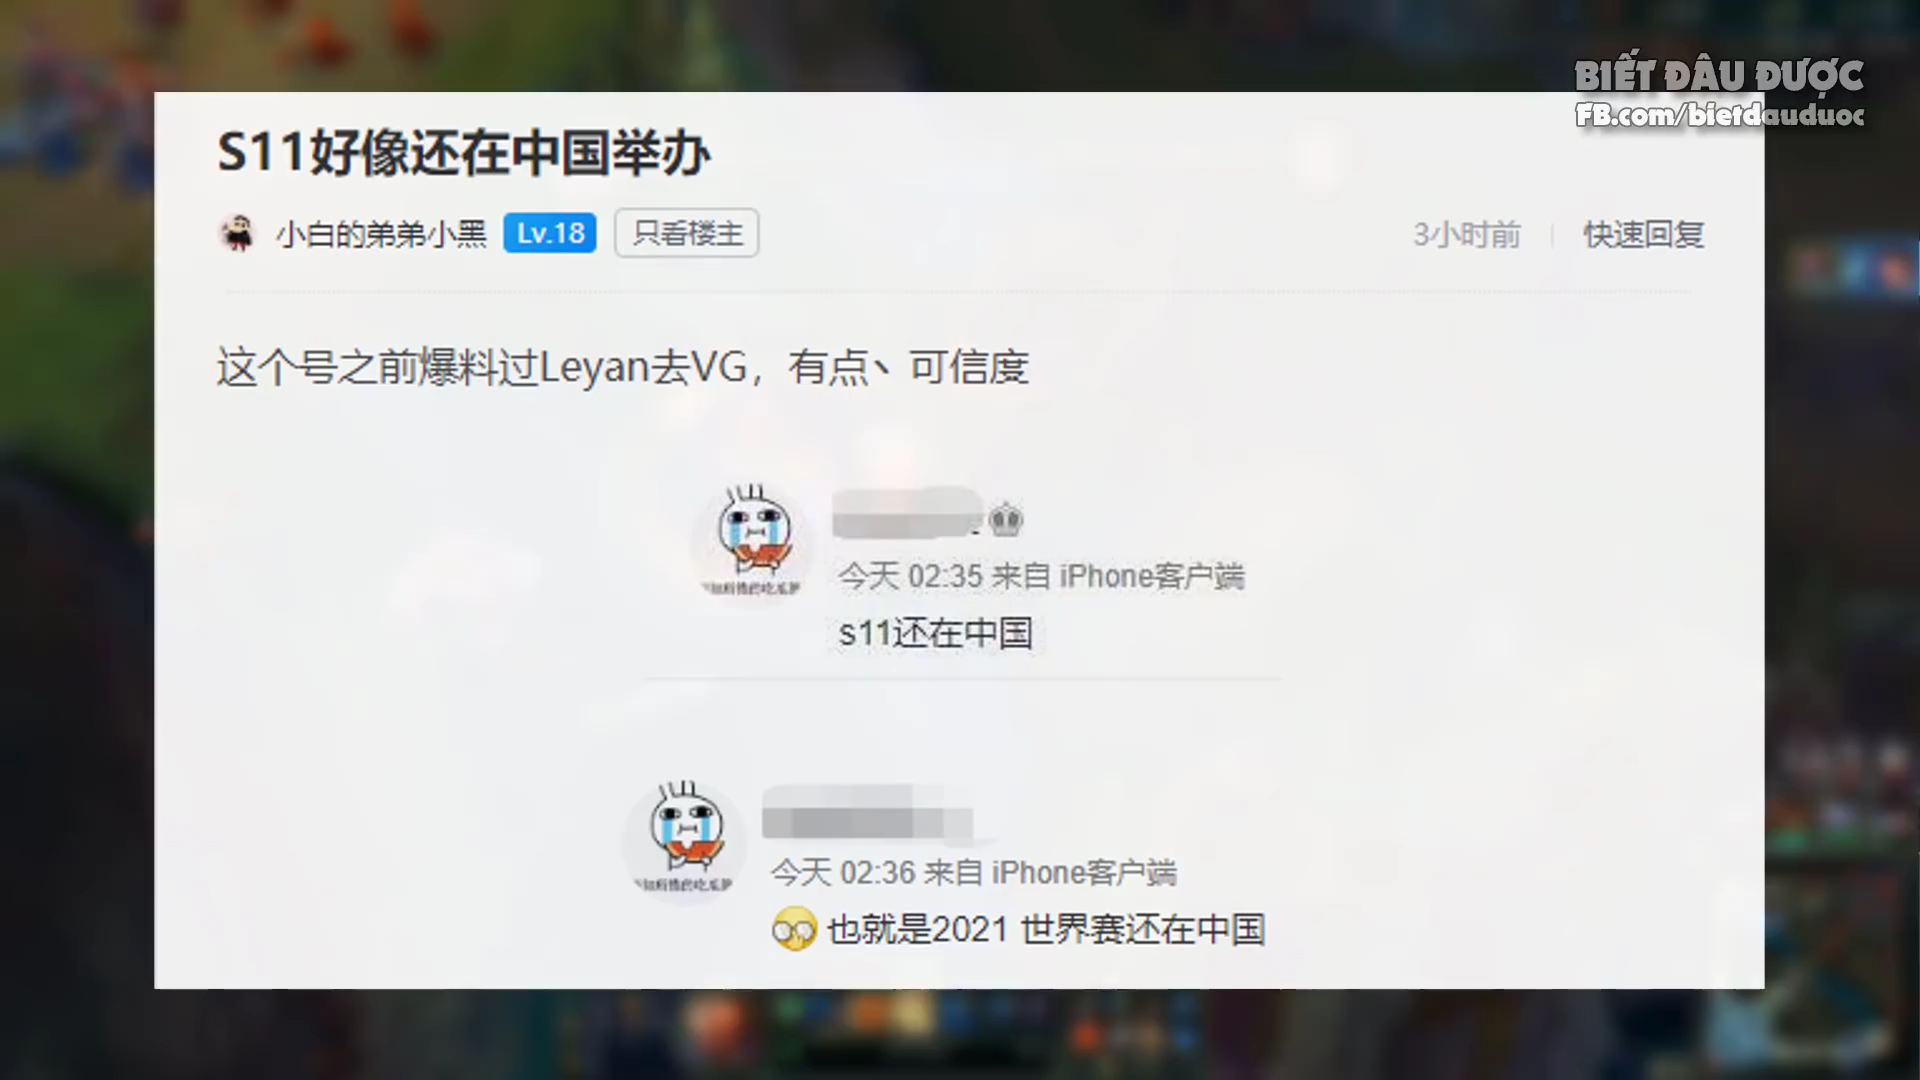 BIẾT ĐÂU ĐƯỢC
FB.com/bietdauduoc
S11好像还在中国举办
小白的弟弟小黑 Lv.18 只看楼主 3小时前 快速回复
这个号之前爆料过Leyan去VG，有点丶可信度
今天 02:35 来自 iPhone客户端
s11还在中国
今天 02:36 来自 iPhone客户端
也就是2021 世界赛还在中国